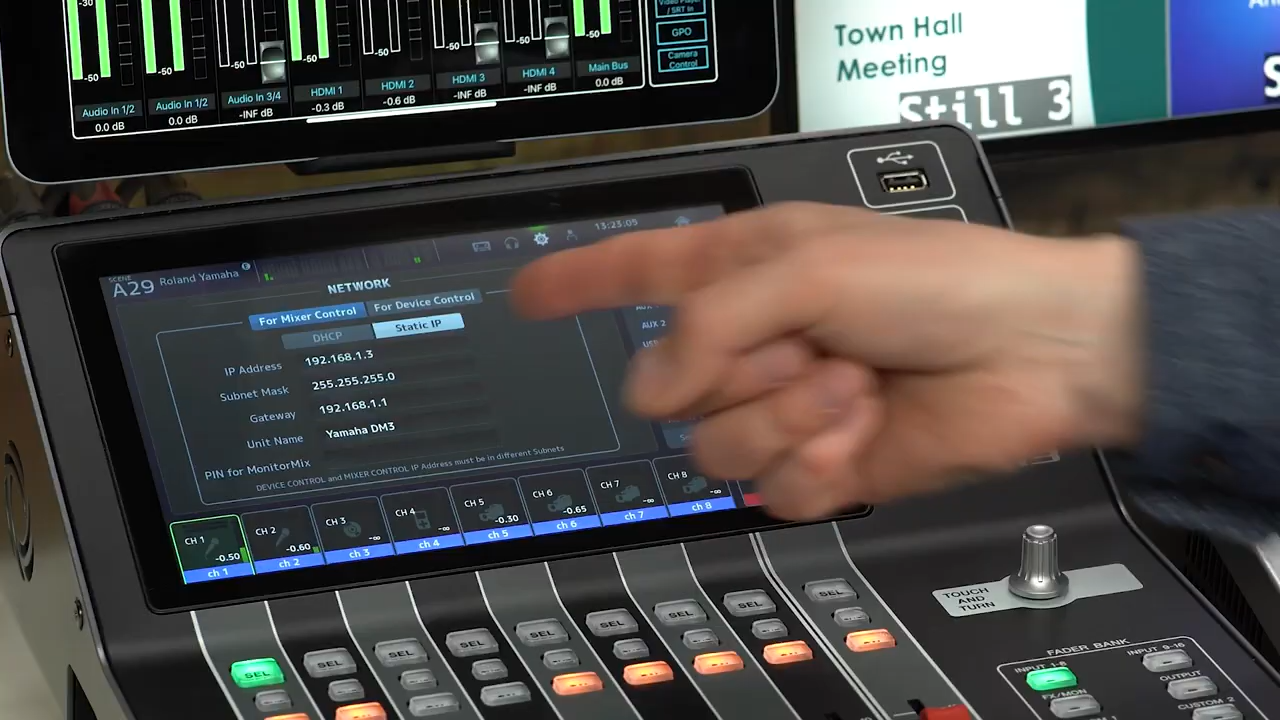 -30
Video Player
/ SRT In
GPO
Camera
Control
-50
-50
-50
-50
-50
-50
-50
-50
Audio In 1/2
Audio In 1/2
Audio In 3/4
HDMI 1
HDMI 2
HDMI 3
HDMI 4
Main Bus
0.0 dB
0.0 dB
-INF dB
-0.3 dB
-0.6 dB
-INF dB
-INF dB
0.0 dB
Town Hall
Meeting
Still 3
S
SCENE
A29 Roland Yamaha E
13:23:05
NETWORK
For Mixer Control
For Device Control
DHCP
Static IP
IP Address 192.168.1.3
Subnet Mask 255.255.255.0
Gateway 192.168.1.1
Unit Name Yamaha DM3
PIN for MonitorMix
DEVICE CONTROL and MIXER CONTROL IP Address must be in different Subnets
AUX 2
CH 1
-0.50
ch 1
CH 2
-0.60
ch 2
CH 3
-∞
ch 3
CH 4
-∞
ch 4
CH 5
-0.30
ch 5
CH 6
-0.65
ch 6
CH 7
-∞
ch 7
CH 8
-∞
ch 8
SEL
SEL
SEL
SEL
SEL
SEL
SEL
SEL
SEL
TOUCH
AND
TURN
FADER BANK
INPUT 1-8
INPUT 9-16
FX/MON
OUTPUT
CUSTOM 2